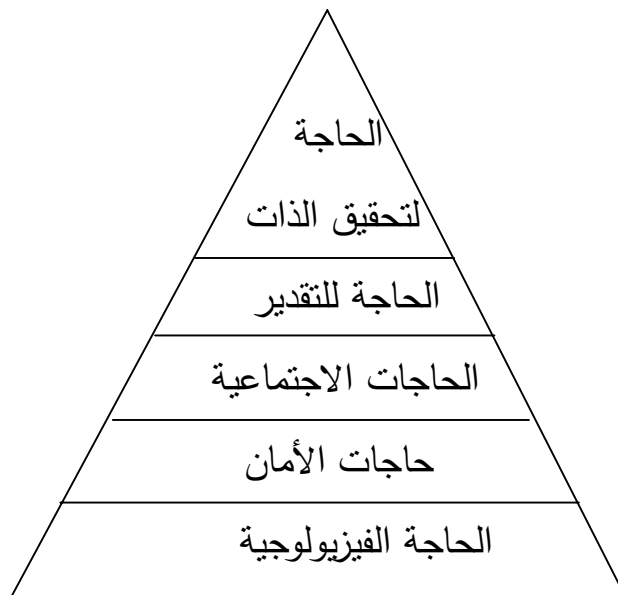 الحاجة
لتحقيق الذات
الحاجة للتقدير
الحاجات الاجتماعية
حاجات الأمان
الحاجة الفيزيولوجية